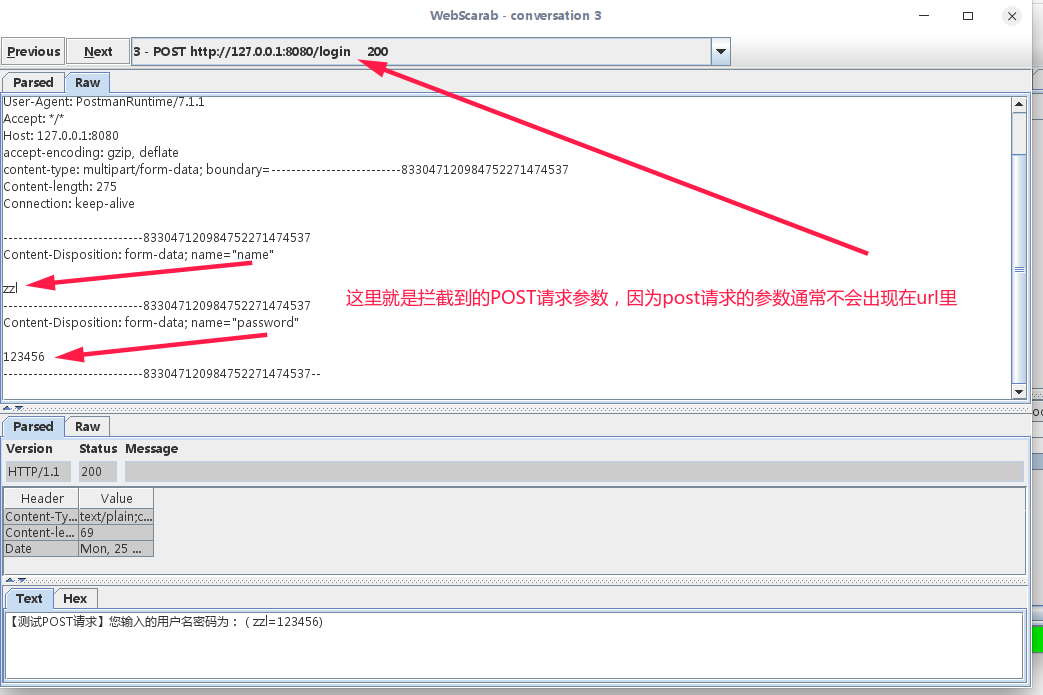 WebScarab - conversation 3
Previous Next 3 - POST http://127.0.0.1:8080/login 200
Parsed Raw
User-Agent: PostmanRuntime/7.1.1
Accept: */*
Host: 127.0.0.1:8080
accept-encoding: gzip, deflate
content-type: multipart/form-data; boundary=--------------------------833047120984752271474537
Content-length: 275
Connection: keep-alive
----------------------------833047120984752271474537
Content-Disposition: form-data; name="name"
zzl
这里就是拦截到的POST请求参数，因为post请求的参数通常不会出现在url里
----------------------------833047120984752271474537
Content-Disposition: form-data; name="password"
123456
----------------------------833047120984752271474537--
Parsed Raw
Version Status Message
HTTP/1.1 200
Header Value
Content-Ty... text/plain;c...
Content-le... 69
Date Mon, 25 ...
Text Hex
【测试POST请求】您输入的用户名密码为：（zzl=123456)